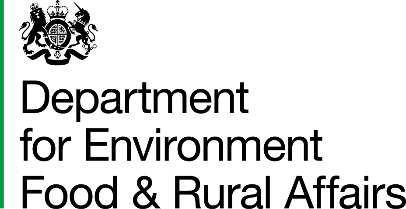 Department
for Environment
Food & Rural Affairs